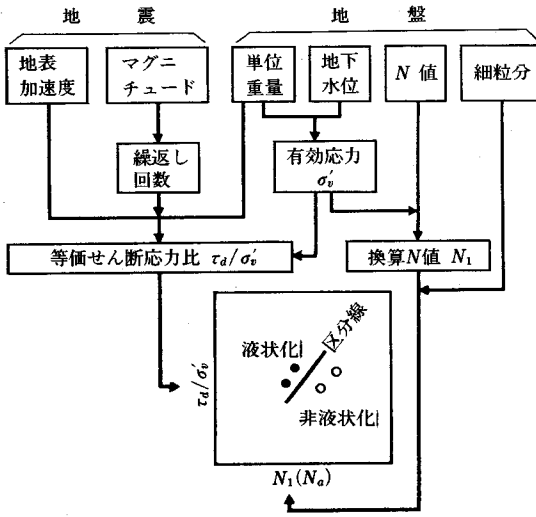 地 震
地 盤
地表
加速度
マグニ
チュード
単位
重量
地下
水位
N 値
細粒分
繰返し
回数
有効応力
σ'v
等価せん断応力比 τd/σ'v
換算N値 N1
液状化
区分線
非液状化
τd/σ'v
N1(Na)